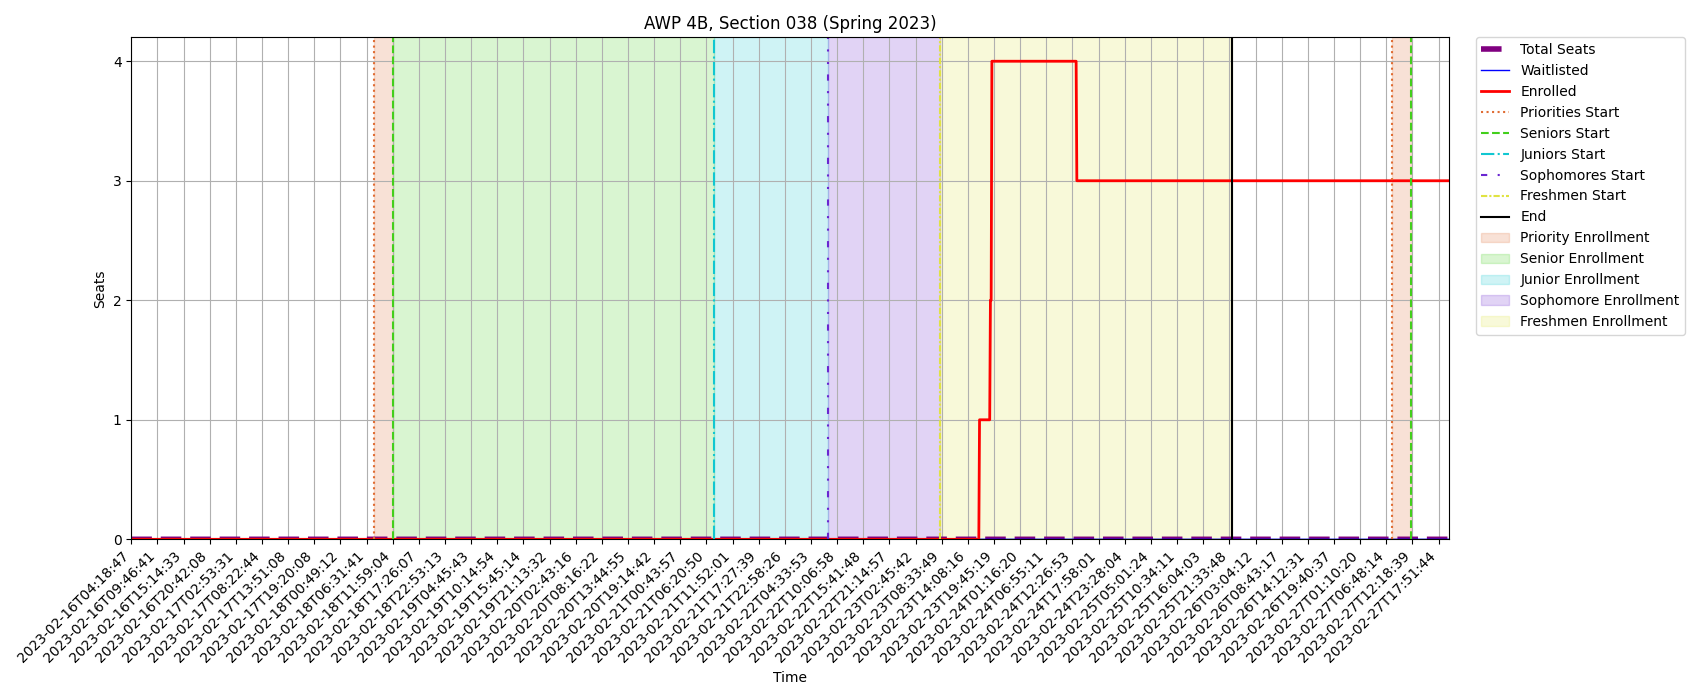 AWP 4B, Section 038 (Spring 2023)
Total Seats
Waitlisted
Enrolled
Priorities Start
Seniors Start
Juniors Start
Sophomores Start
Freshmen Start
End
Priority Enrollment
Senior Enrollment
Junior Enrollment
Sophomore Enrollment
Freshmen Enrollment
Seats
4
3
2
1
0
2023-02-16T04:18:47
2023-02-16T09:46:41
2023-02-16T15:14:33
2023-02-16T20:42:08
2023-02-17T02:53:31
2023-02-17T08:22:44
2023-02-17T13:51:08
2023-02-17T19:20:08
2023-02-18T00:49:12
2023-02-18T06:31:41
2023-02-18T11:59:04
2023-02-18T17:26:07
2023-02-18T22:53:13
2023-02-19T04:45:43
2023-02-19T10:14:54
2023-02-19T15:45:14
2023-02-19T21:13:32
2023-02-20T02:43:16
2023-02-20T08:16:22
2023-02-20T13:44:55
2023-02-20T19:14:42
2023-02-21T00:43:57
2023-02-21T06:20:50
2023-02-21T11:52:01
2023-02-21T17:27:39
2023-02-21T22:58:26
2023-02-22T04:33:53
2023-02-22T10:06:58
2023-02-22T15:41:48
2023-02-22T21:14:57
2023-02-23T02:45:42
2023-02-23T08:33:49
2023-02-23T14:08:16
2023-02-23T19:45:19
2023-02-24T01:16:20
2023-02-24T06:55:11
2023-02-24T12:26:53
2023-02-24T17:58:01
2023-02-24T23:28:04
2023-02-25T05:01:24
2023-02-25T10:34:11
2023-02-25T16:04:03
2023-02-25T21:33:48
2023-02-26T03:04:12
2023-02-26T08:43:17
2023-02-26T14:12:31
2023-02-26T19:40:37
2023-02-27T01:10:20
2023-02-27T06:48:14
2023-02-27T12:18:39
2023-02-27T17:51:44
Time